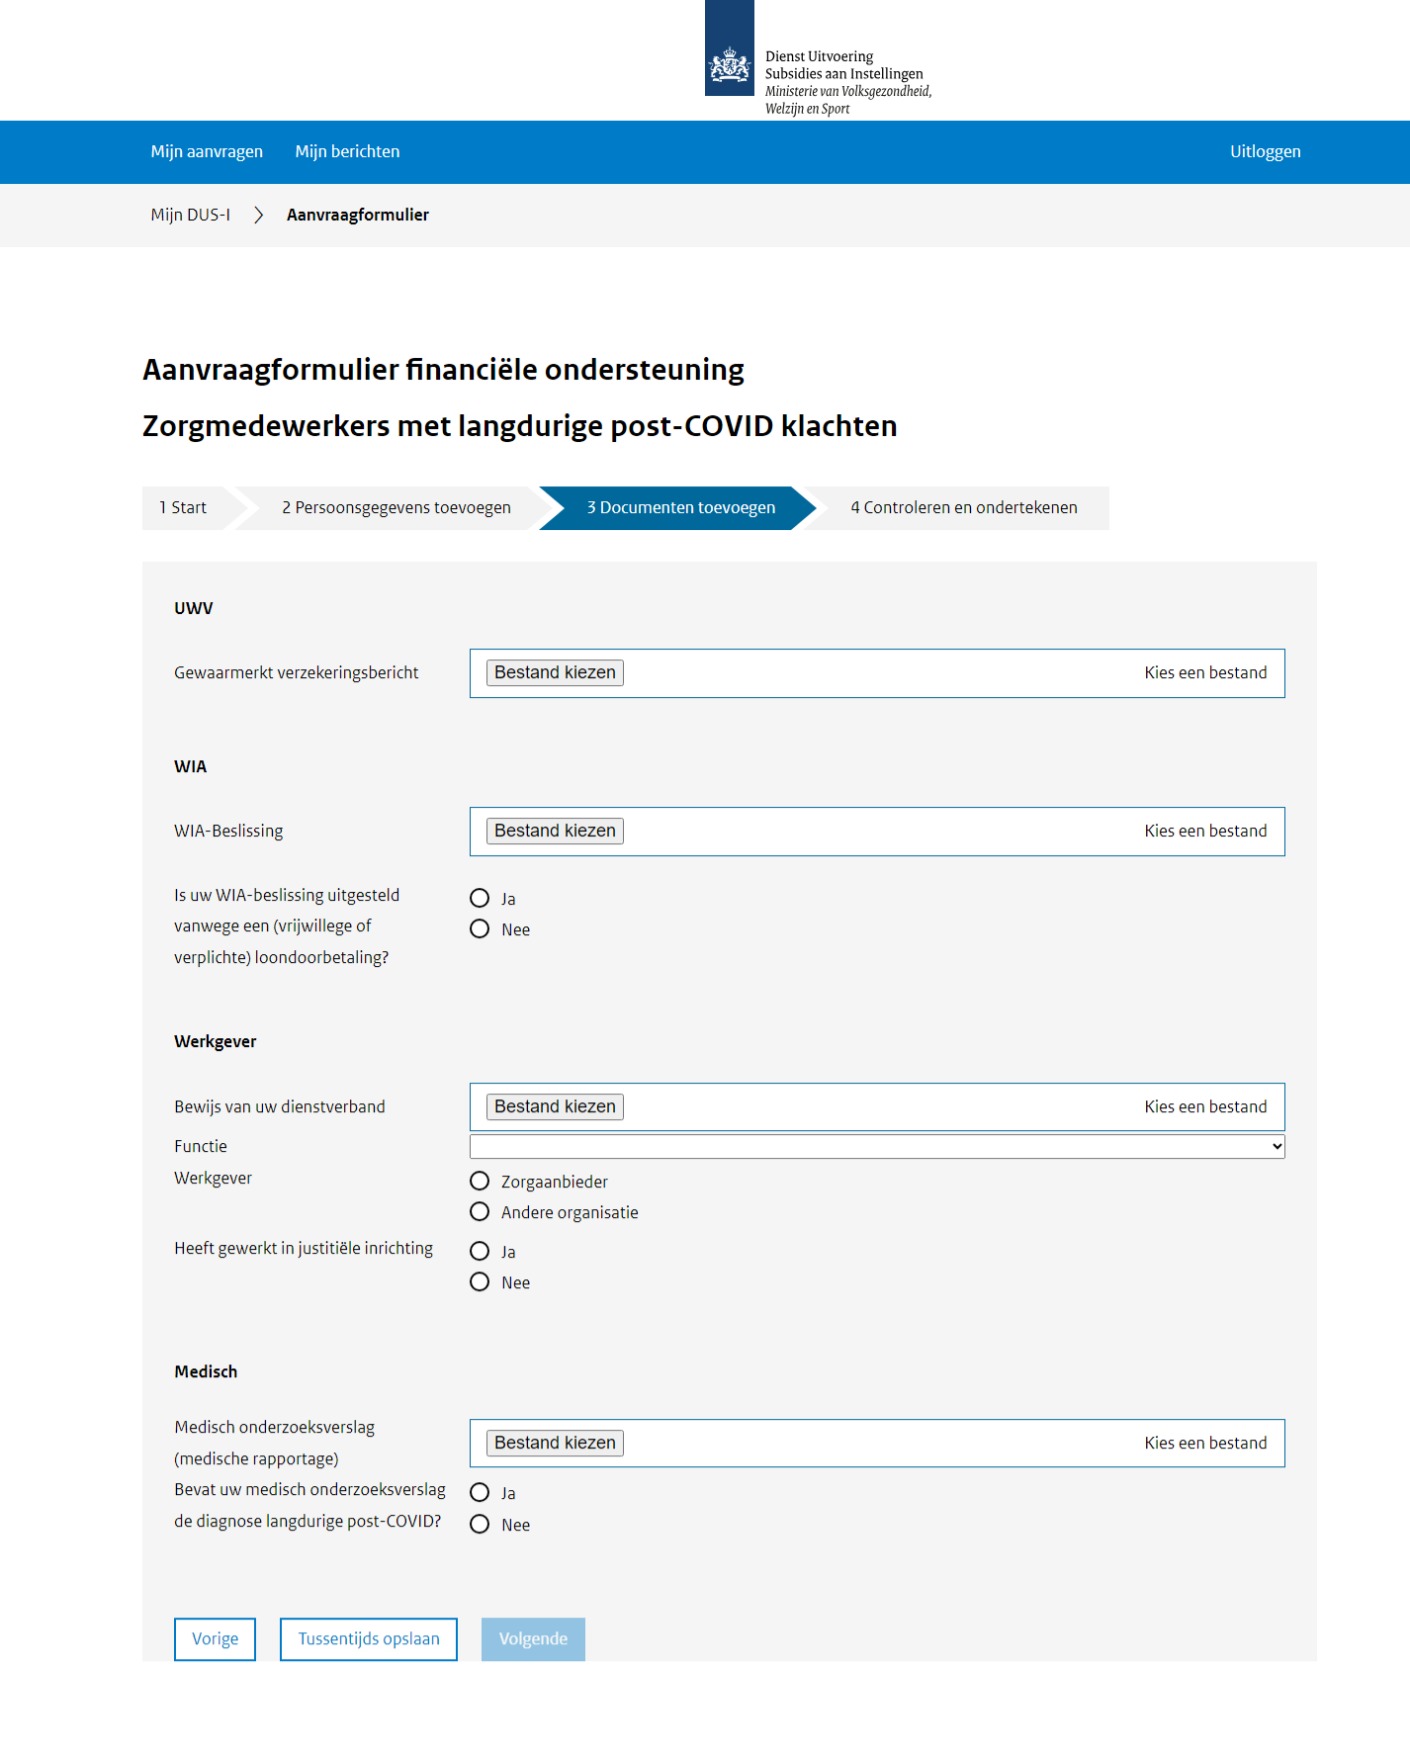 Dienst Uitvoering
Subsidies aan Instellingen
Ministerie van Volksgezondheid,
Welzijn en Sport
Mijn aanvragen Mijn berichten Uitloggen
Mijn DUS-I Aanvraagformulier
Aanvraagformulier financiële ondersteuning
Zorgmedewerkers met langdurige post-COVID klachten
1 Start 2 Persoonsgegevens toevoegen 3 Documenten toevoegen 4 Controleren en ondertekenen
UWV
Gewaarmerkt verzekeringsbericht Bestand kiezen Kies een bestand
WIA
WIA-Beslissing Bestand kiezen Kies een bestand
Is uw WIA-beslissing uitgesteld
vanwege een (vrijwillege of
verplichte) loondoorbetaling?
Ja
Nee
Werkgever
Bewijs van uw dienstverband Bestand kiezen Kies een bestand
Functie
Werkgever
Zorgaanbieder
Andere organisatie
Heeft gewerkt in justitiële inrichting
Ja
Nee
Medisch
Medisch onderzoeksverslag
(medische rapportage)
Bestand kiezen Kies een bestand
Bevat uw medisch onderzoeksverslag
de diagnose langdurige post-COVID?
Ja
Nee
Vorige Tussentijds opslaan Volgende